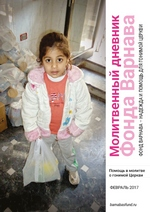 Молитвенный дневник
Фонда Варнава
ФОНД ВАРНАВА - НАДЕЖДА И ПОМОЩЬ ДЛЯ ГОНИМОЙ ЦЕРКВИ
Помощь и молитва
о гонимой Церкви
ФЕВРАЛЬ 2017
barnabasfund.ru